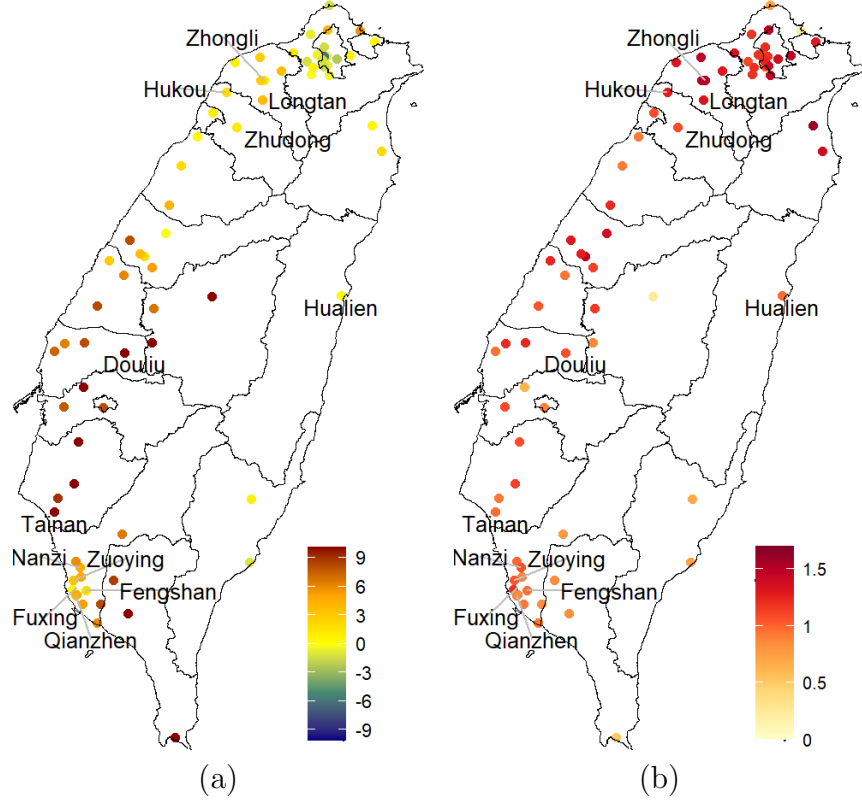 Zhongli
Hukou
Longtan
Zhudong
Hualien
Douliu
Tainan
Nanzi
Zuoying
Fengshan
Fuxing
Qianzhen
9
6
3
0
-3
-6
-9
(a)
Zhongli
Hukou
Longtan
Zhudong
Hualien
Douliu
Tainan
Nanzi
Zuoying
Fengshan
Fuxing
Qianzhen
1.5
1
0.5
0
(b)